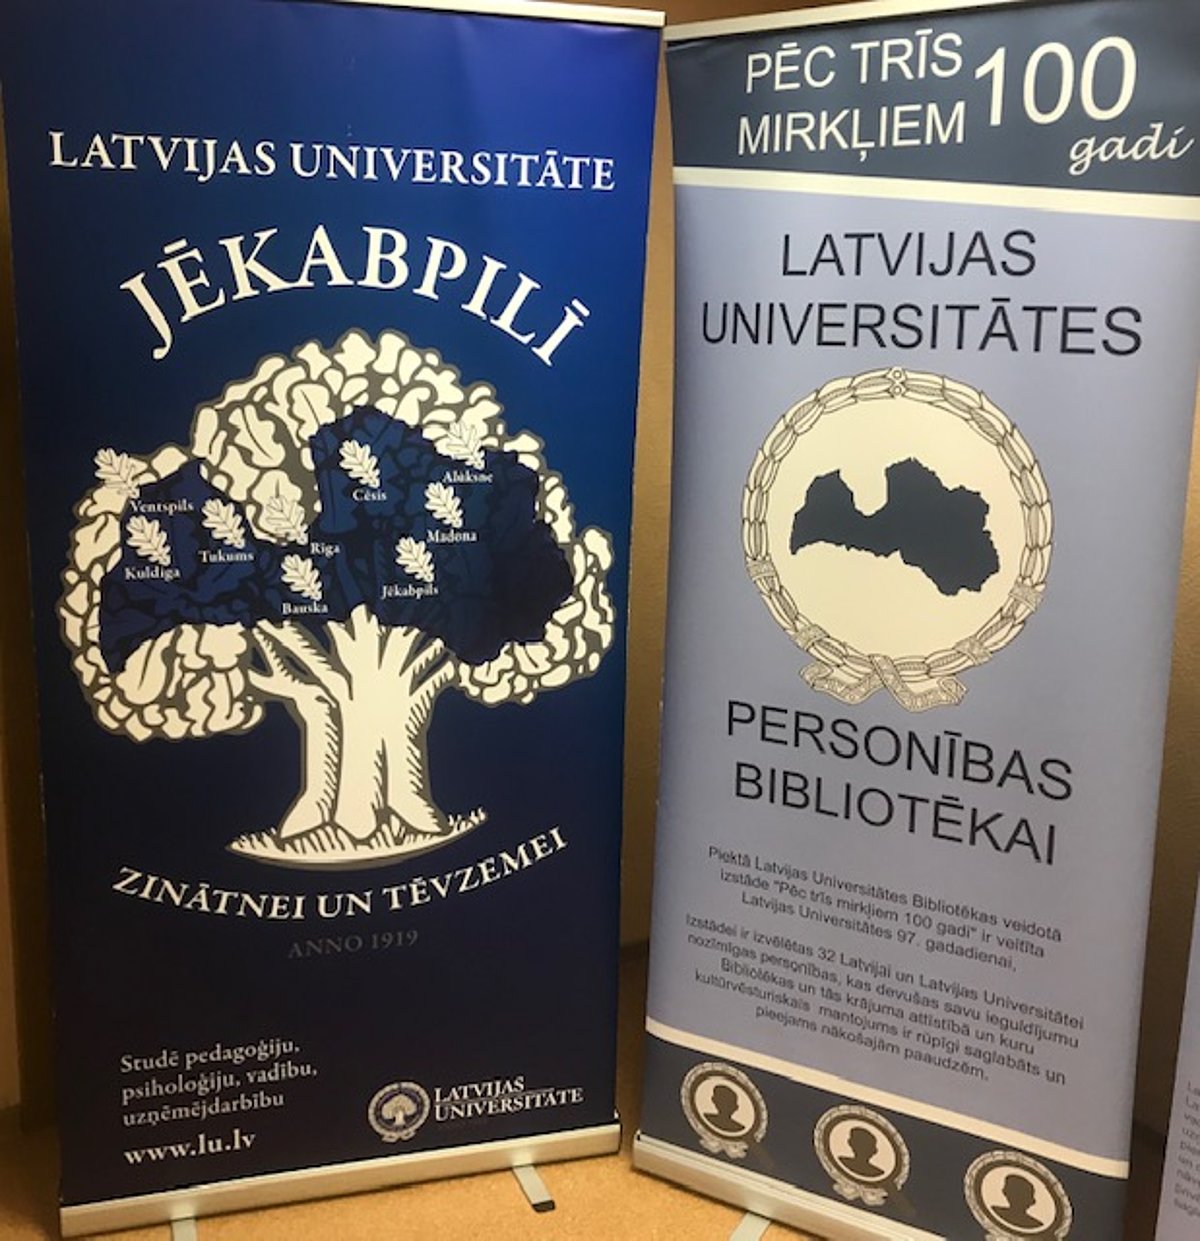 LATVIJAS UNIVERSITĀTE
JĒKABPILĪ
Ventspils
Kuldīga
Tukums
Rīga
Bauska
Cēsis
Alūksne
Madona
Jēkabpils
ZINĀTNEI UN TĒVZEMEI
ANNO 1919
Studē pedagoģiju,
psiholoģiju, vadību,
uzņēmējdarbību
www.lu.lv
LATVIJAS
UNIVERSITĀTE
PĒC TRĪS
MIRKĻIEM
100
gadi
LATVIJAS
UNIVERSITĀTES
PERSONĪBAS
BIBLIOTĒKAI
Piektā Latvijas Universitātes Bibliotēkas veidotā
izstāde "Pēc trīs mirkļiem 100 gadi" ir veltīta
Latvijas Universitātes 97. gadadienai.
Izstādei ir izvēlētas 32 Latvijai un Latvijas Universitātei
nozīmīgas personības, kas devušas savu ieguldījumu
Bibliotēkas un tās krājuma attīstībā un kuru
kultūrvēsturiskais mantojums ir rūpīgi saglabāts un
pieejams nākošajām paaudzēm.